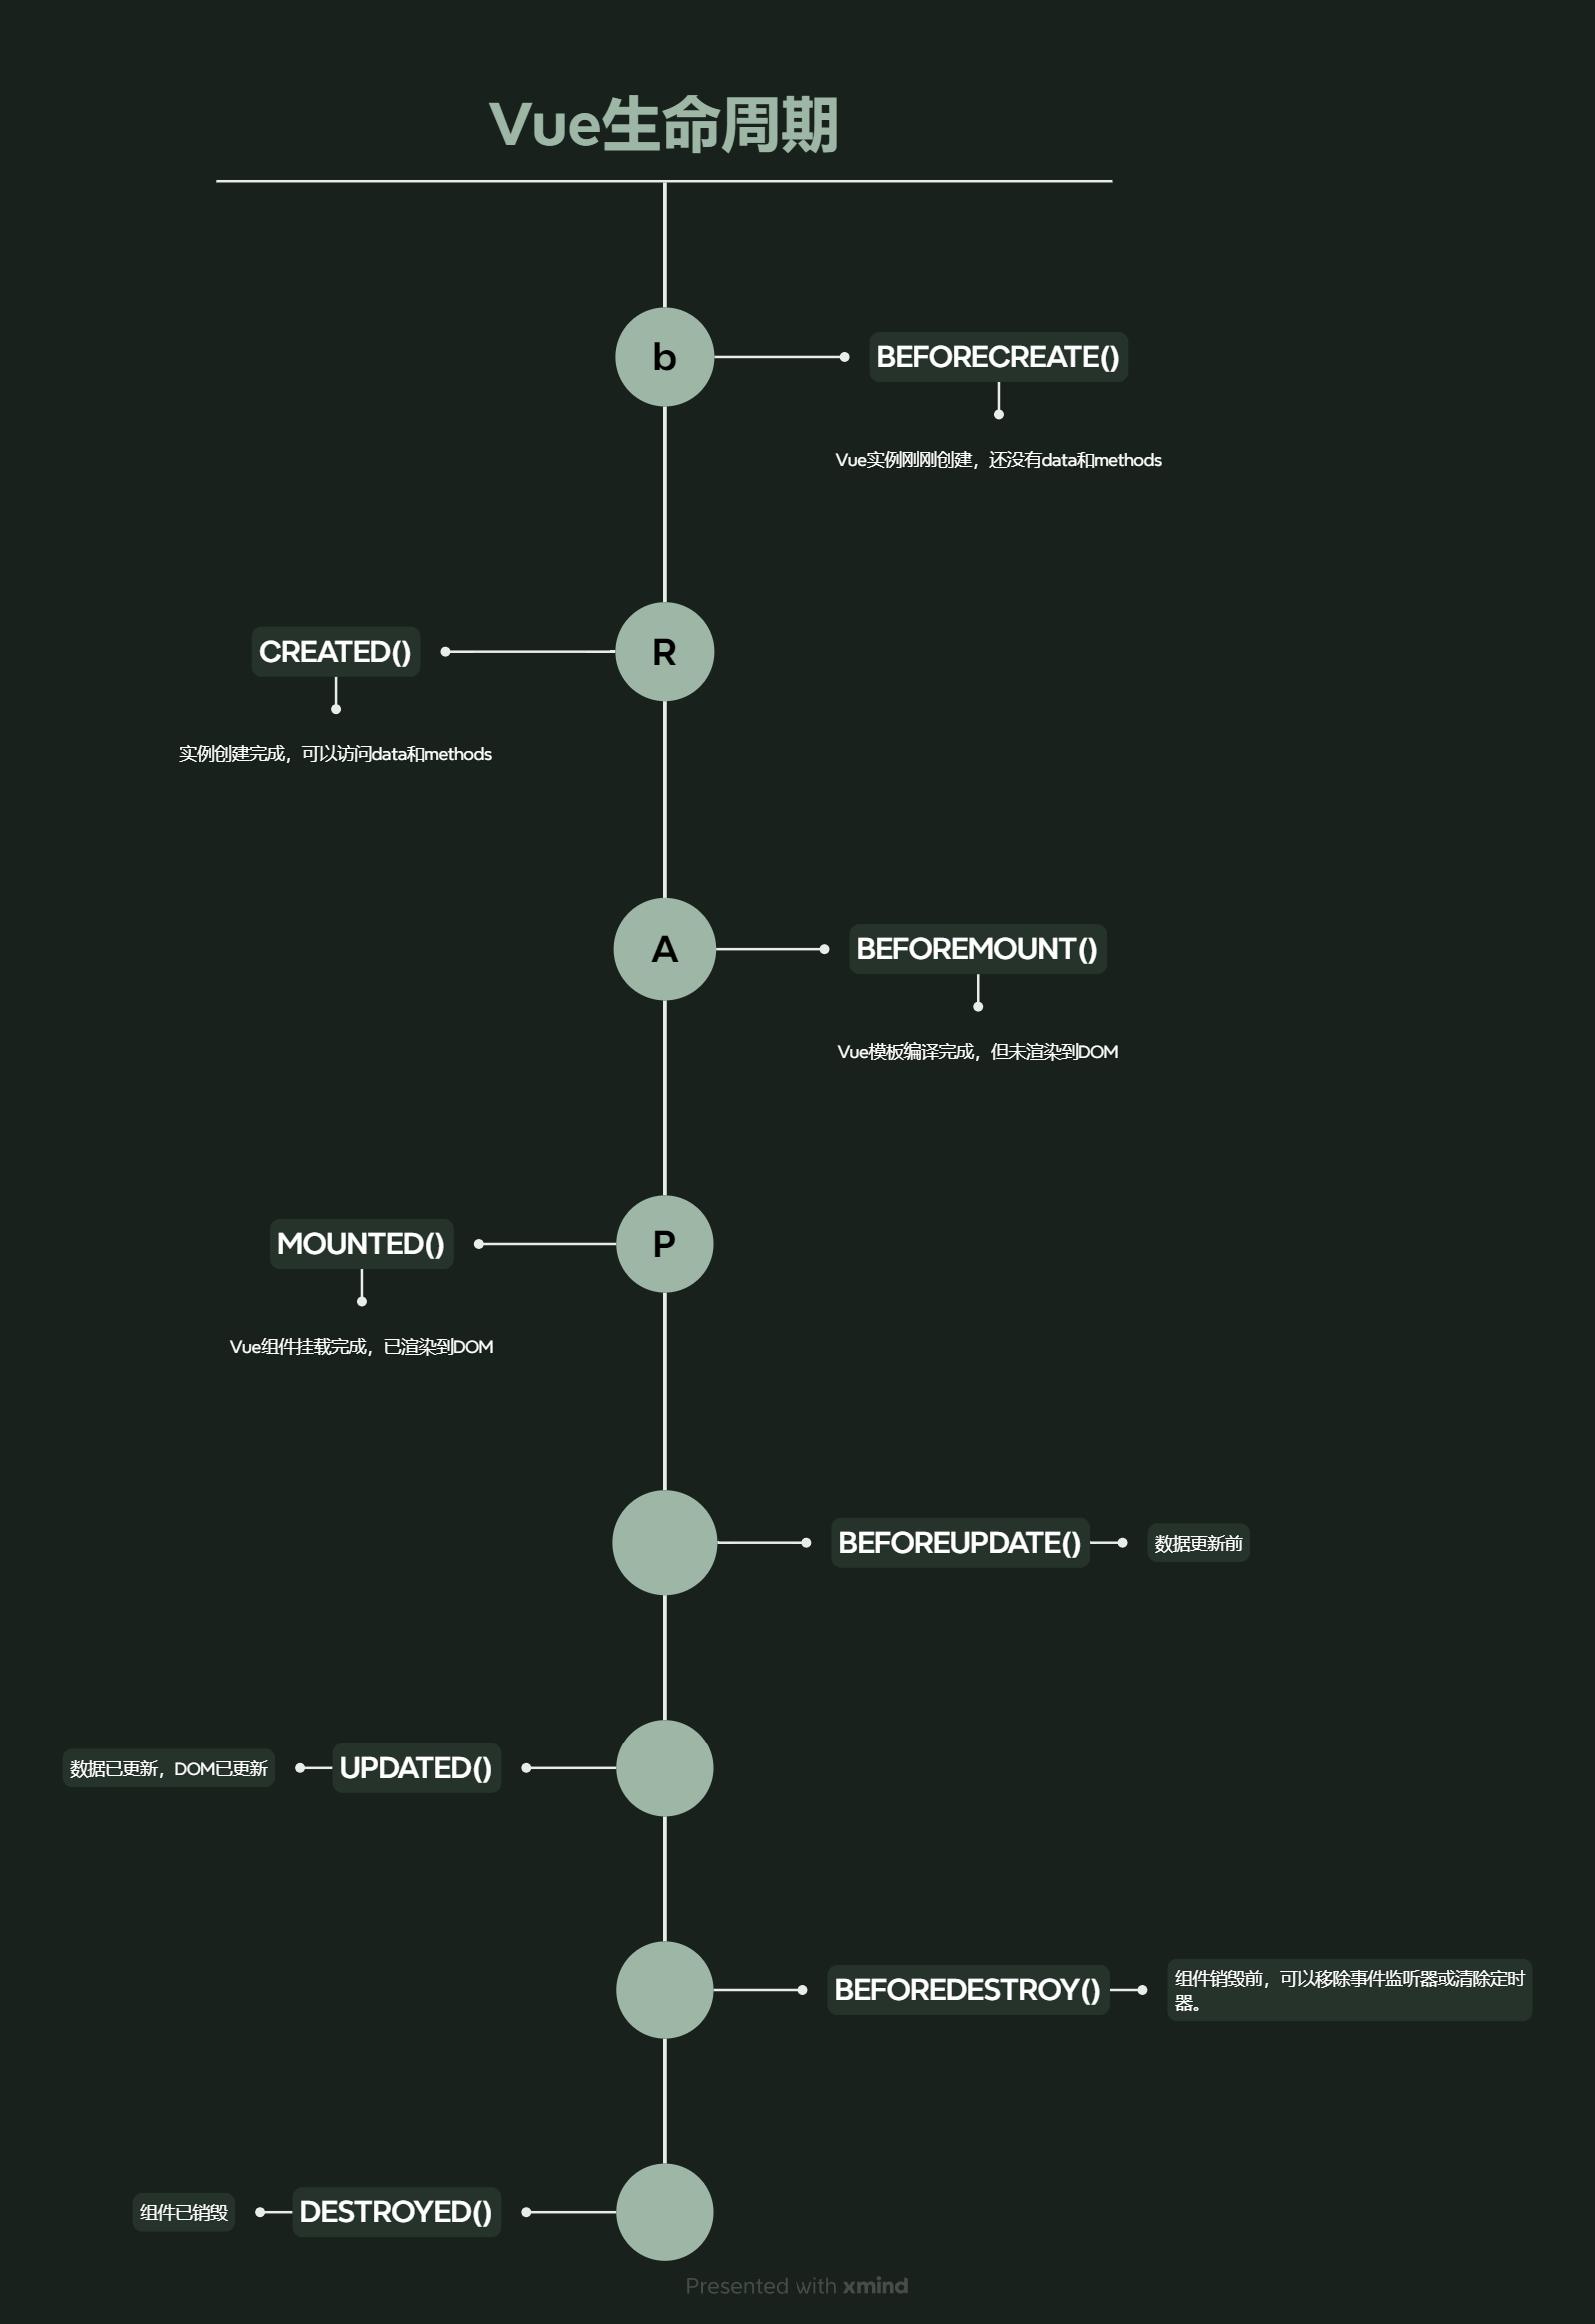 Vue生命周期
b
BEFORECREATE()
Vue实例刚刚创建，还没有data和methods
R
CREATED()
实例创建完成，可以访问data和methods
A
BEFOREMOUNT()
Vue模板编译完成，但未渲染到DOM
P
MOUNTED()
Vue组件挂载完成，已渲染到DOM
BEFOREUPDATE()
数据更新前
UPDATED()
数据已更新，DOM已更新
BEFOREDESTROY()
组件销毁前，可以移除事件监听器或清除定时
器。
DESTROYED()
组件已销毁
Presented with xmind